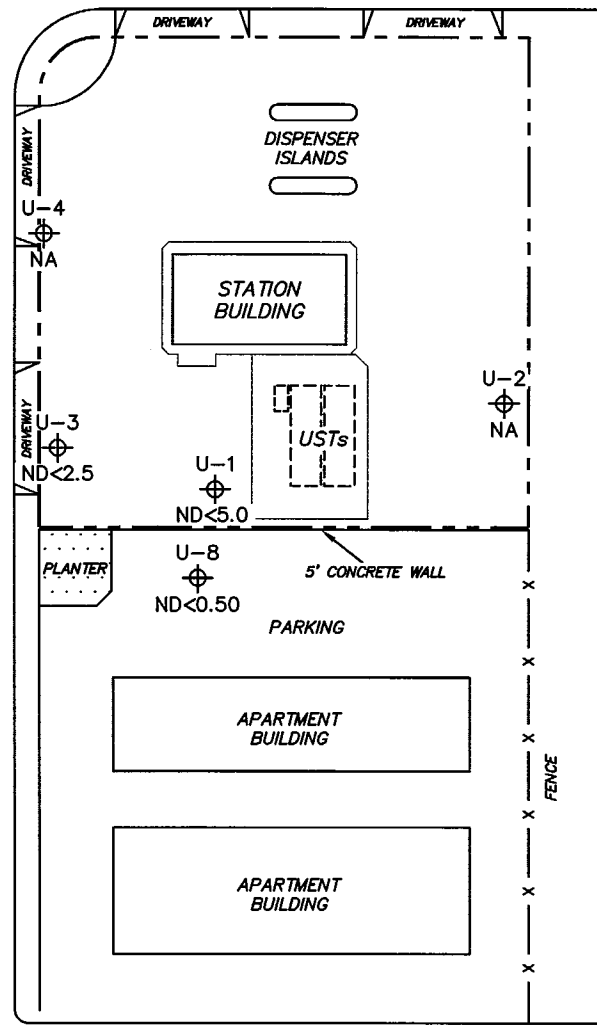 DRIVEWAY
DRIVEWAY
DISPENSER
ISLANDS
DRIVEWAY
U-4
NA
STATION
BUILDING
U-2
NA
DRIVEWAY
U-3
ND<2.5
USTs
U-1
ND<5.0
PLANTER
U-8
ND<0.50
5' CONCRETE WALL
PARKING
APARTMENT
BUILDING
FENCE
APARTMENT
BUILDING